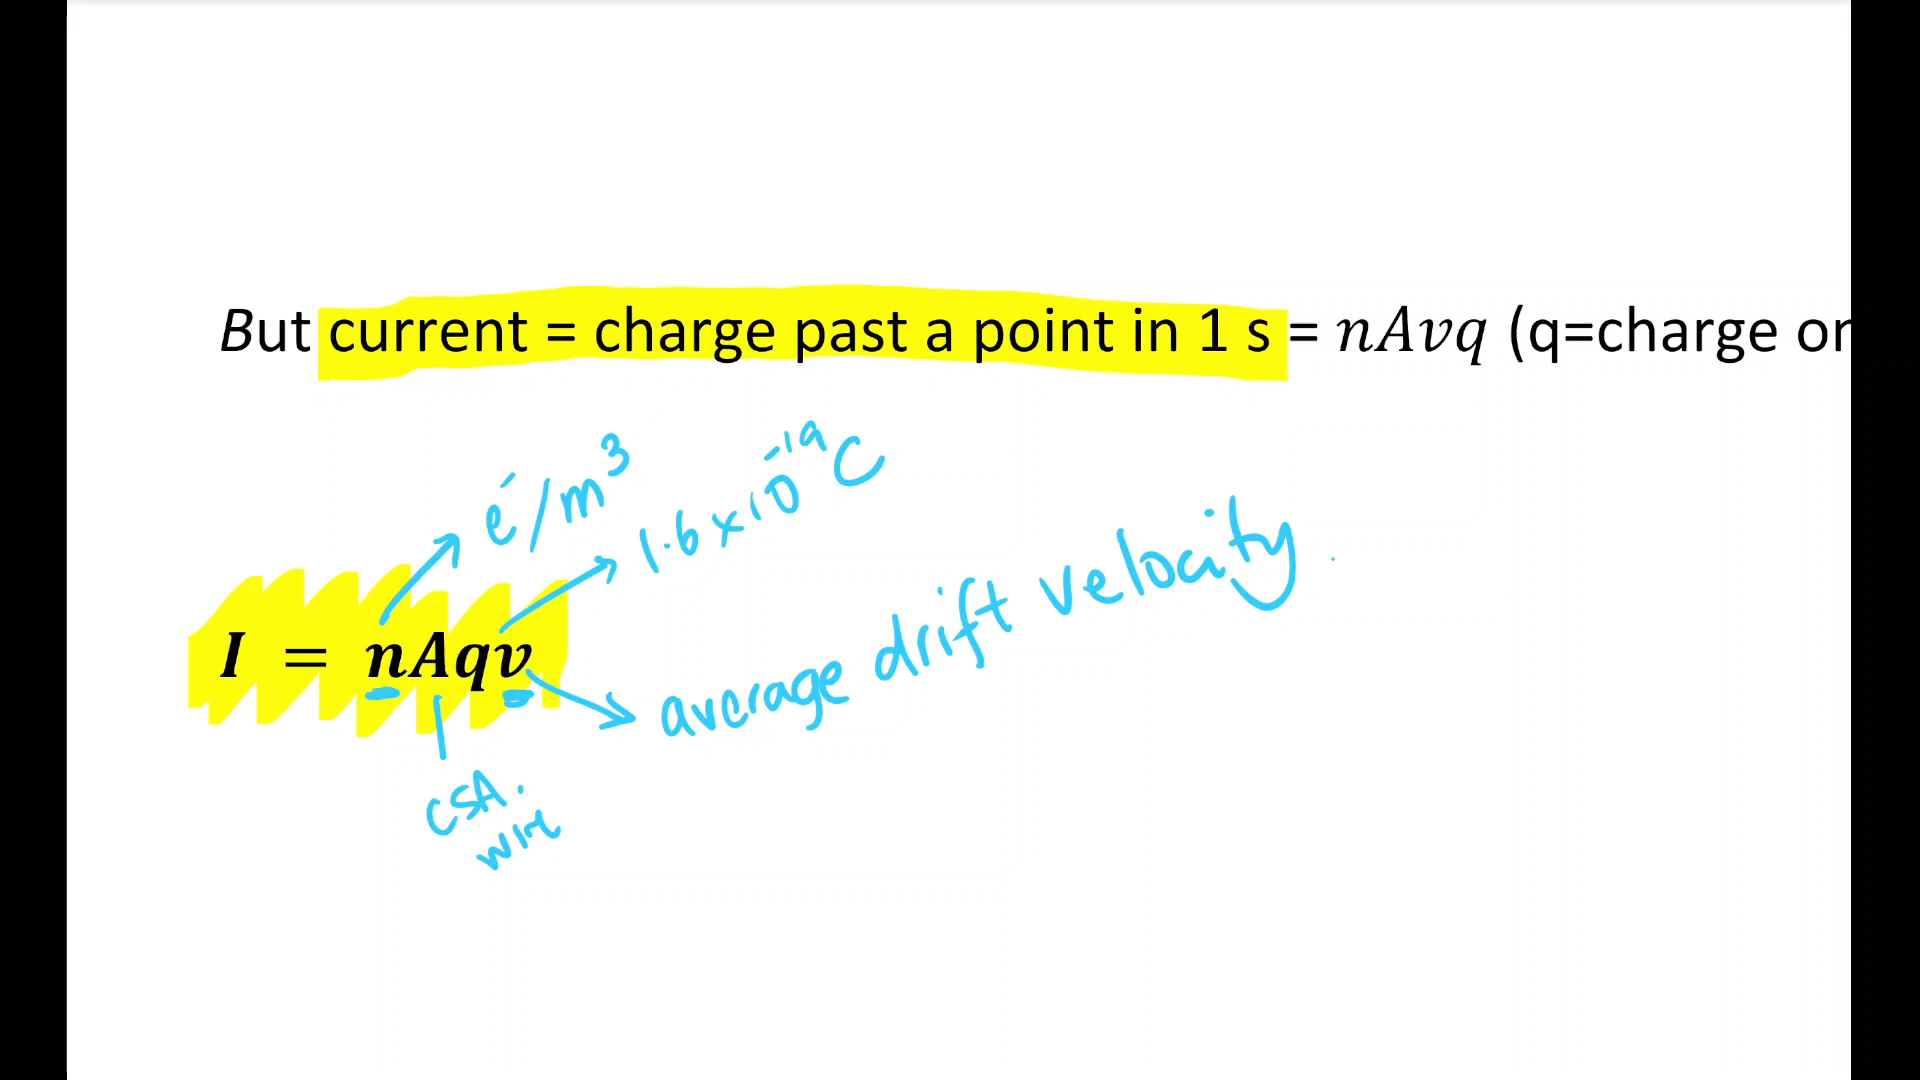 But current = charge past a point in 1 s = nAvq (q=charge or
e⁻/m³
1.6×10⁻¹⁹C
I = nAqv
average drift velocity.
CSA.
wire